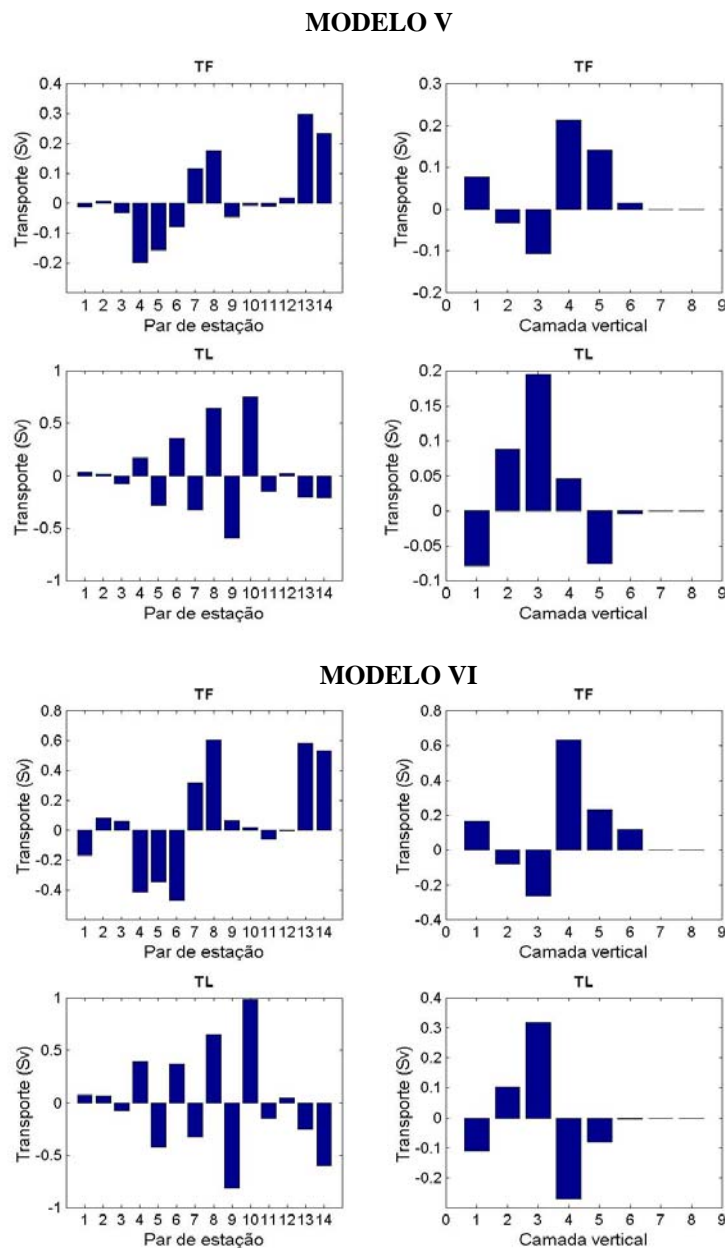 MODELO V
TF
0.4
0.3
0.2
0.1
0
-0.1
-0.2
Transporte (Sv)
1 2 3 4 5 6 7 8 9 10 11 12 13 14
Par de estação
TF
0.3
0.2
0.1
0
-0.1
-0.2
Transporte (Sv)
0 1 2 3 4 5 6 7 8 9
Camada vertical
TL
1
0.5
0
-0.5
-1
Transporte (Sv)
1 2 3 4 5 6 7 8 9 10 11 12 13 14
Par de estação
TL
0.2
0.15
0.1
0.05
0
-0.05
-0.1
Transporte (Sv)
0 1 2 3 4 5 6 7 8 9
Camada vertical
MODELO VI
TF
0.8
0.6
0.4
0.2
0
-0.2
-0.4
Transporte (Sv)
1 2 3 4 5 6 7 8 9 10 11 12 13 14
Par de estação
TF
0.8
0.6
0.4
0.2
0
-0.2
-0.4
Transporte (Sv)
0 1 2 3 4 5 6 7 8 9
Camada vertical
TL
1
0.5
0
-0.5
-1
Transporte (Sv)
1 2 3 4 5 6 7 8 9 10 11 12 13 14
Par de estação
TL
0.4
0.3
0.2
0.1
0
-0.1
-0.2
Transporte (Sv)
0 1 2 3 4 5 6 7 8 9
Camada vertical